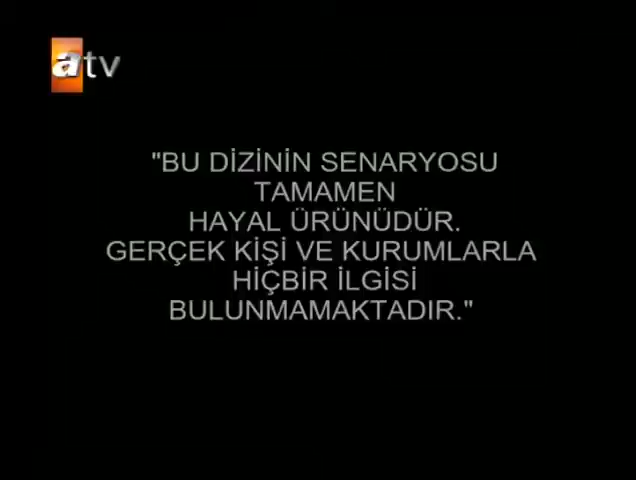 atv
"BU DİZİNİN SENARYOSU
TAMAMEN
HAYAL ÜRÜNÜDÜR.
GERÇEK KİŞİ VE KURUMLARLA
HİÇBİR İLGİSİ
BULUNMAMAKTADIR."